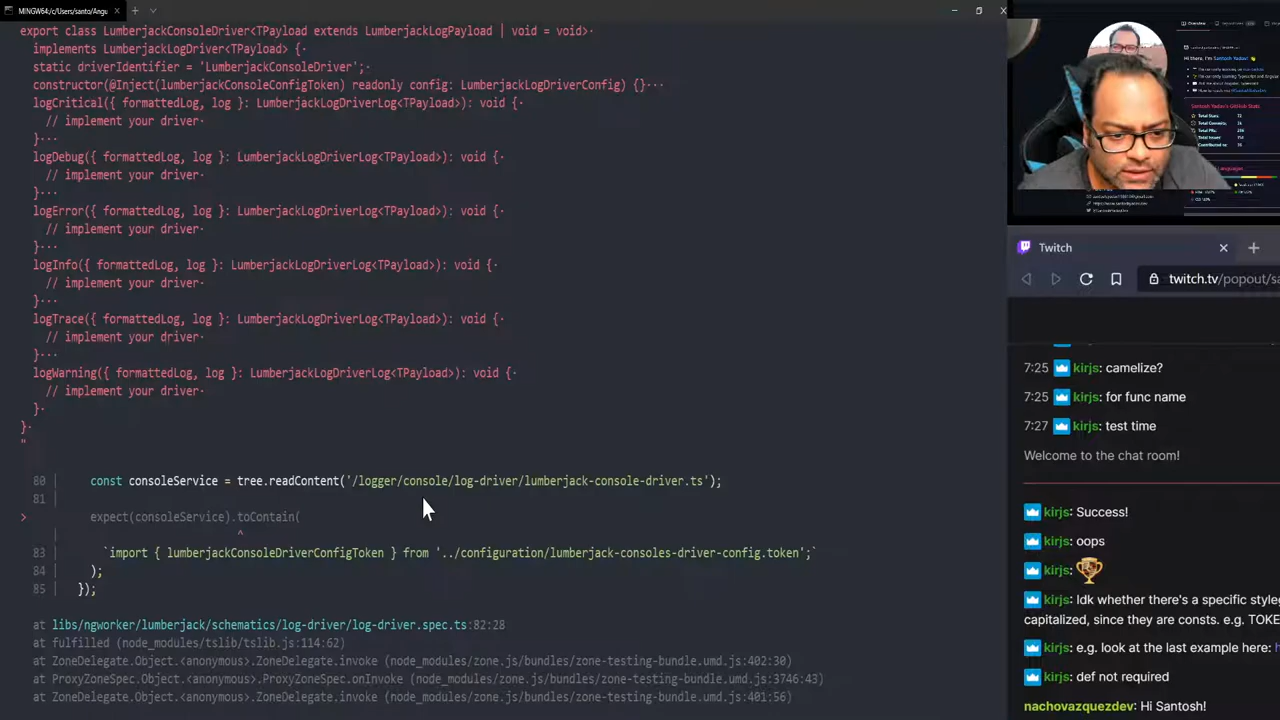 MINGW64:/c/Users/santo/Angu
export class LumberjackConsoleDriver<TPayload extends LumberjackLogPayload | void = void>·
implements LumberjackLogDriver<TPayload> {·
static driverIdentifier = 'LumberjackConsoleDriver';·
constructor(@Inject(lumberjackConsoleConfigToken) readonly config: LumberjackLogDriverConfig) {}···
logCritical({ formattedLog, log }: LumberjackLogDriverLog<TPayload>): void {·
// implement your driver·
}···
logDebug({ formattedLog, log }: LumberjackLogDriverLog<TPayload>): void {·
// implement your driver·
}···
logError({ formattedLog, log }: LumberjackLogDriverLog<TPayload>): void {·
// implement your driver·
}···
logInfo({ formattedLog, log }: LumberjackLogDriverLog<TPayload>): void {·
// implement your driver·
}···
logTrace({ formattedLog, log }: LumberjackLogDriverLog<TPayload>): void {·
// implement your driver·
}···
logWarning({ formattedLog, log }: LumberjackLogDriverLog<TPayload>): void {·
// implement your driver·
}·
}·
"
80 | const consoleService = tree.readContent('/logger/console/log-driver/lumberjack-console-driver.ts');
81 |
> | expect(consoleService).toContain(
| ^
83 | `import { lumberjackConsoleDriverConfigToken } from '../configuration/lumberjack-consoles-driver-config.token';`
84 | );
85 | });
at libs/ngworker/lumberjack/schematics/log-driver/log-driver.spec.ts:82:28
at fulfilled (node_modules/tslib/tslib.js:114:62)
at ZoneDelegate.Object.<anonymous>.ZoneDelegate.invoke (node_modules/zone.js/bundles/zone-testing-bundle.umd.js:402:30)
at ProxyZoneSpec.Object.<anonymous>.ProxyZoneSpec.onInvoke (node_modules/zone.js/bundles/zone-testing-bundle.umd.js:3746:43)
at ZoneDelegate.Object.<anonymous>.ZoneDelegate.invoke (node_modules/zone.js/bundles/zone-testing-bundle.umd.js:401:56)
Hi there, I'm Santosh Yadav
Santosh Yadav's GitHub Stats
Twitch
twitch.tv/popout/sa
7:25 kirjs: camelize?
7:25 kirjs: for func name
7:27 kirjs: test time
Welcome to the chat room!
kirjs: Success!
kirjs: oops
kirjs:
kirjs: Idk whether there's a specific style
capitalized, since they are consts. e.g. TOKE
kirjs: e.g. look at the last example here: h
kirjs: def not required
nachovazquezdev: Hi Santosh!